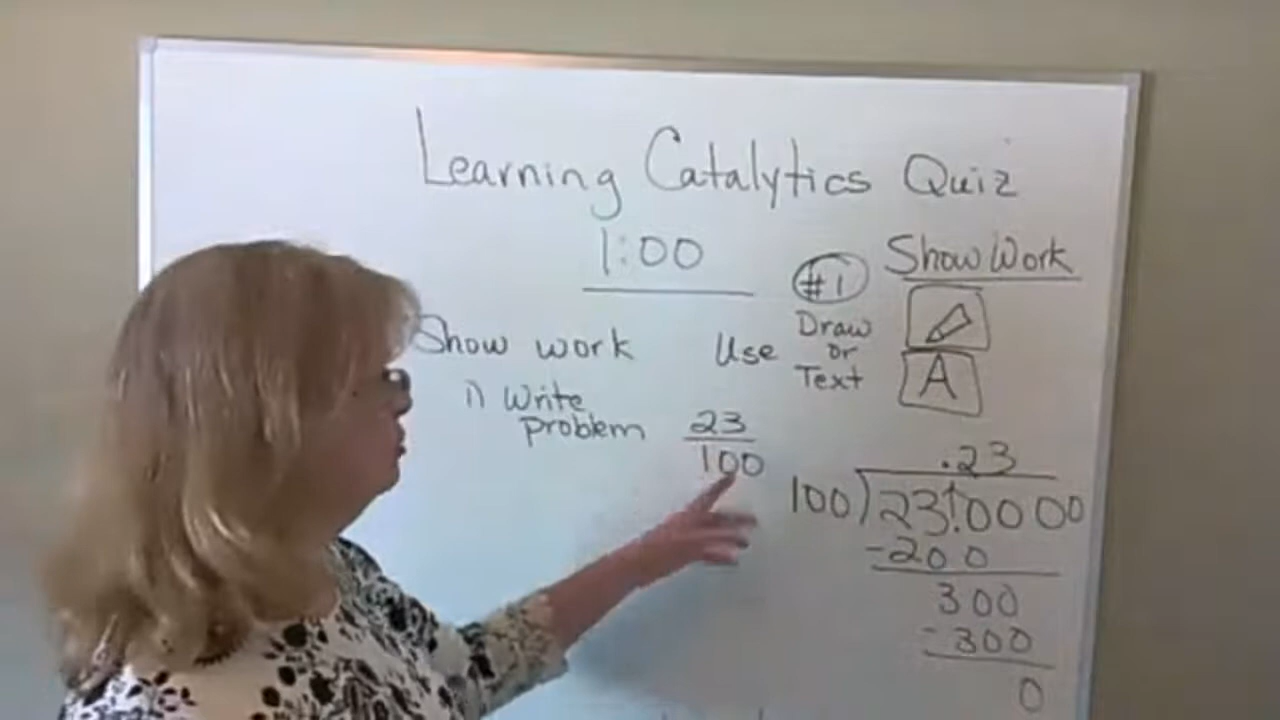 Learning Catalytics Quiz
1:00
#1 Show Work
Show work Use Draw or Text
A
1) Write problem
23
100
.23
100)23.00000
-200
300
-300
0